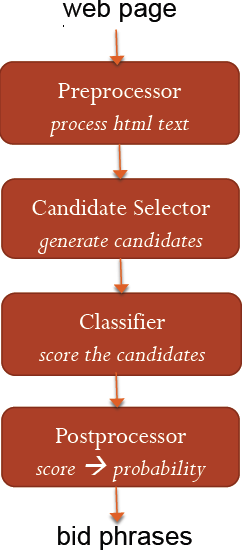 web page
Preprocessor
process html text
Candidate Selector
generate candidates
Classifier
score the candidates
Postprocessor
score → probability
bid phrases